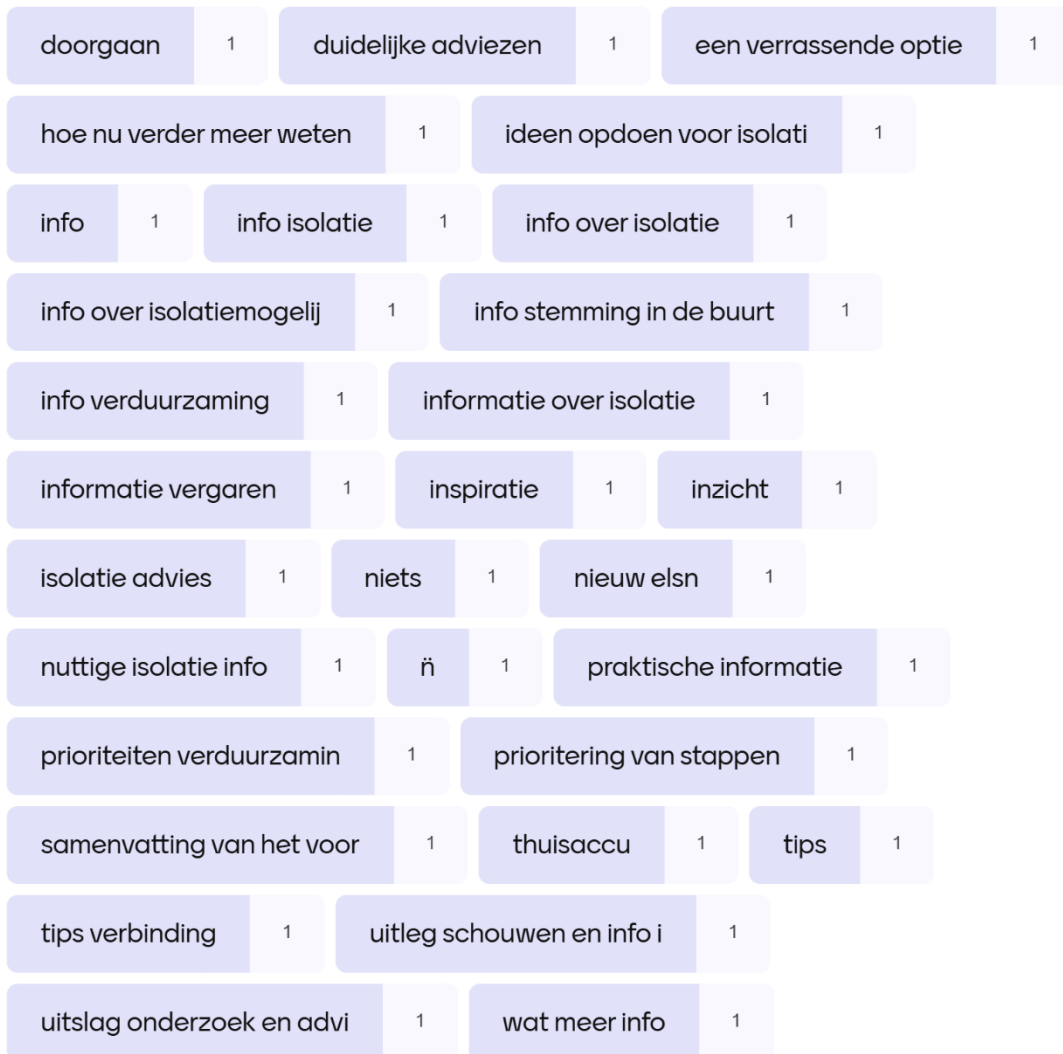 doorgaan 1 duidelijke adviezen 1 een verrassende optie 1
hoe nu verder meer weten 1 ideen opdoen voor isolati 1
info 1 info isolatie 1 info over isolatie 1
info over isolatiemogelij 1 info stemming in de buurt 1
info verduurzaming 1 informatie over isolatie 1
informatie vergaren 1 inspiratie 1 inzicht 1
isolatie advies 1 niets 1 nieuw elsn 1
nuttige isolatie info 1 n̈ 1 praktische informatie 1
prioriteiten verduurzamin 1 prioritering van stappen 1
samenvatting van het voor 1 thuisaccu 1 tips 1
tips verbinding 1 uitleg schouwen en info i 1
uitslag onderzoek en advi 1 wat meer info 1